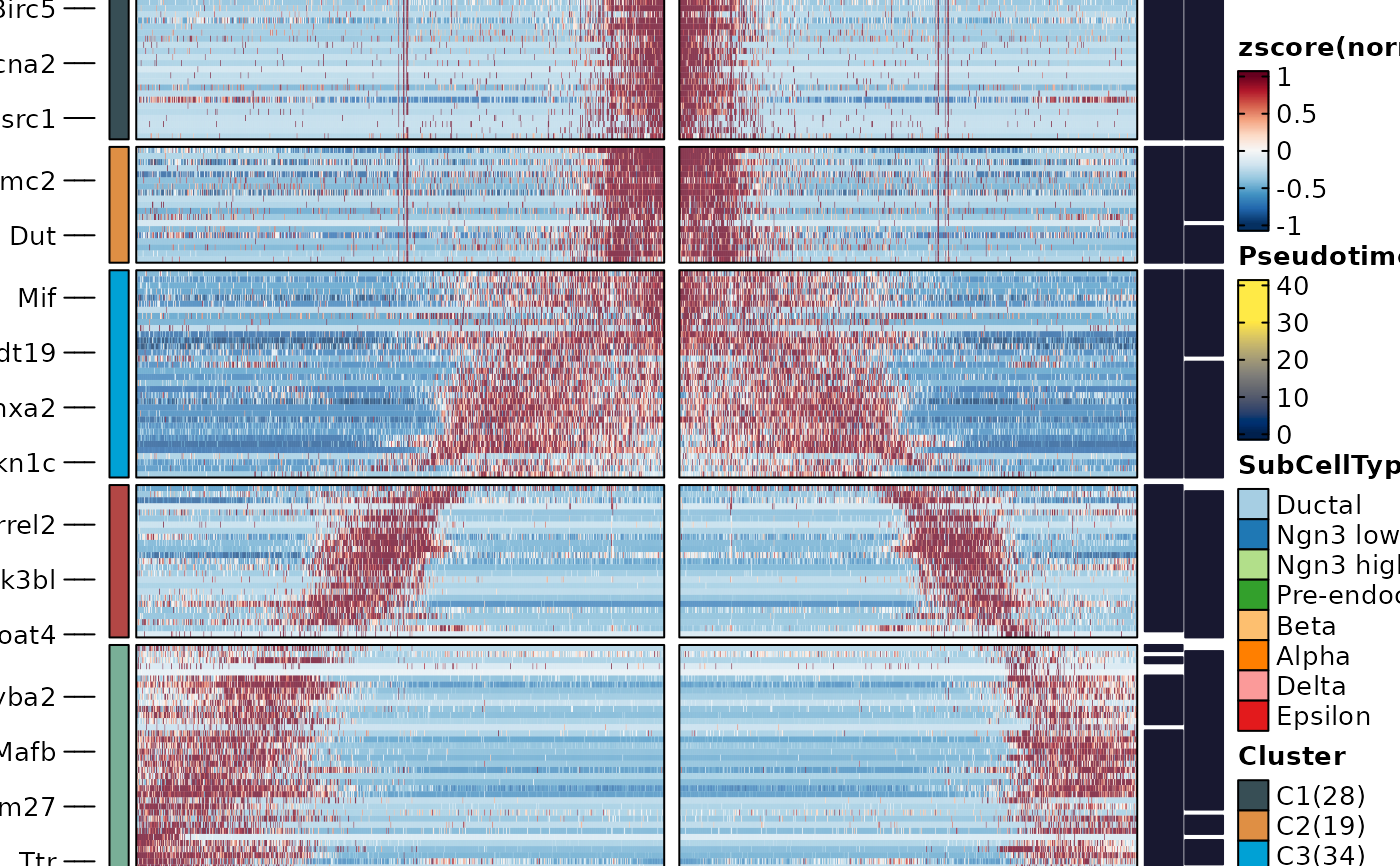 Birc5
cna2
src1
mc2
Dut
Mif
dt19
nxa2
kn1c
rrel2
k3bl
oat4
yba2
Mafb
m27
Ttr
zscore(nor
1
0.5
0
-0.5
-1
Pseudotime
40
30
20
10
0
SubCellTyp
Ductal
Ngn3 low
Ngn3 high
Pre-endoc
Beta
Alpha
Delta
Epsilon
Cluster
C1(28)
C2(19)
C3(34)